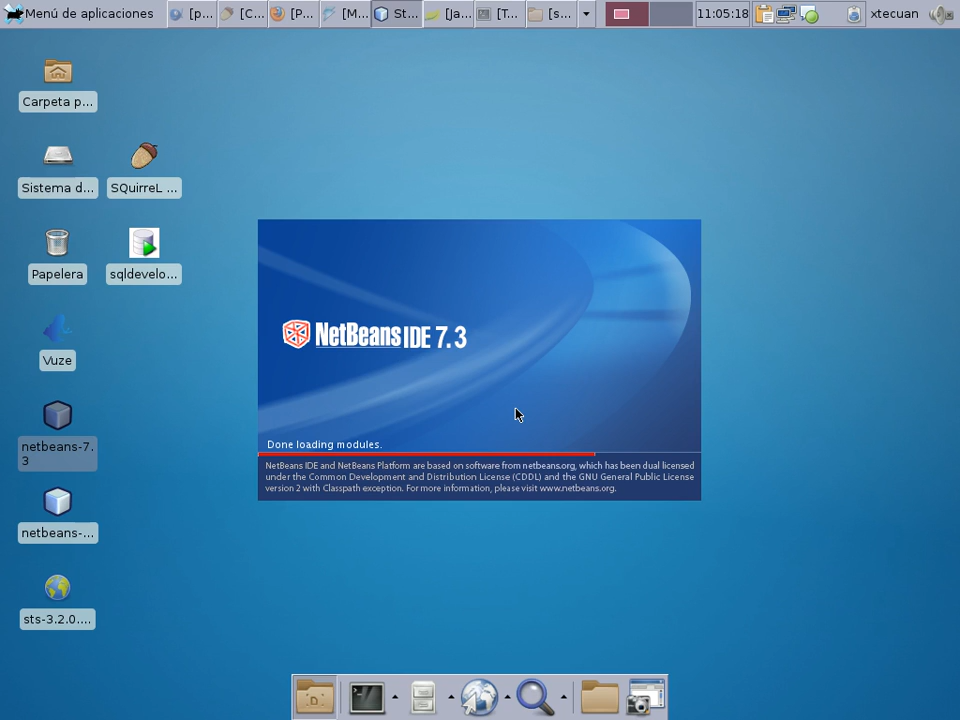 Menú de aplicaciones [p... [C... [P... [M... St... [Ja... [T... [s... 11:05:18 xtecuan
Carpeta p...
Sistema d... SQuirreL ...
Papelera sqldevelo...
Vuze
netbeans-7.
3
netbeans-...
sts-3.2.0....
NetBeans IDE 7.3
Done loading modules.
NetBeans IDE and NetBeans Platform are based on software from netbeans.org, which has been dual licensed
under the Common Development and Distribution License (CDDL) and the GNU General Public License
version 2 with Classpath exception. For more information, please visit www.netbeans.org.